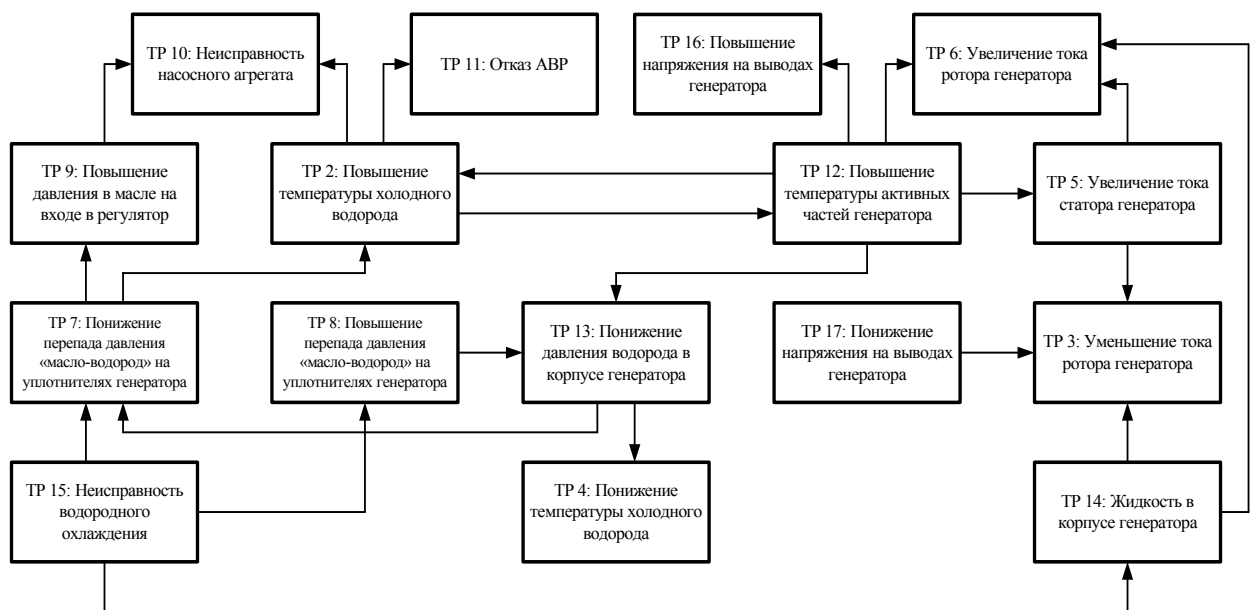 ТР 10: Неисправность
насосного агрегата
ТР 11: Отказ АВР
ТР 16: Повышение
напряжения на выводах
генератора
ТР 6: Увеличение тока
ротора генератора
ТР 9: Повышение
давления в масле на
входе в регулятор
ТР 2: Повышение
температуры холодного
водорода
ТР 12: Повышение
температуры активных
частей генератора
ТР 5: Увеличение тока
статора генератора
ТР 7: Понижение
перепада давления
«масло-водород» на
уплотнителях генератора
ТР 8: Повышение
перепада давления
«масло-водород» на
уплотнителях генератора
ТР 13: Понижение
давления водорода в
корпусе генератора
ТР 17: Понижение
напряжения на выводах
генератора
ТР 3: Уменьшение тока
ротора генератора
ТР 15: Неисправность
водородного
охлаждения
ТР 4: Понижение
температуры холодного
водорода
ТР 14: Жидкость в
корпусе генератора